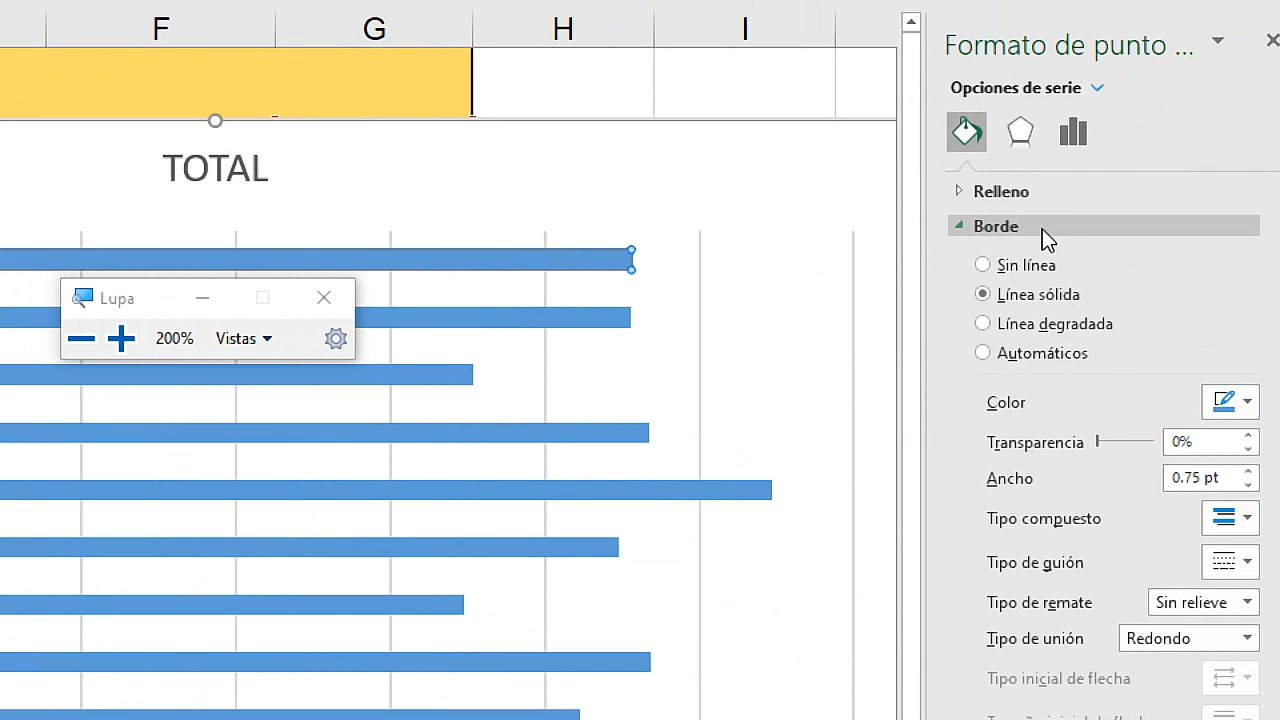 F G H I
TOTAL
Lupa
200% Vistas
Formato de punto ...
Opciones de serie
Relleno
Borde
Sin línea
Línea sólida
Línea degradada
Automáticos
Color
Transparencia 0%
Ancho 0.75 pt
Tipo compuesto
Tipo de guión
Tipo de remate Sin relieve
Tipo de unión Redondo
Tipo inicial de flecha